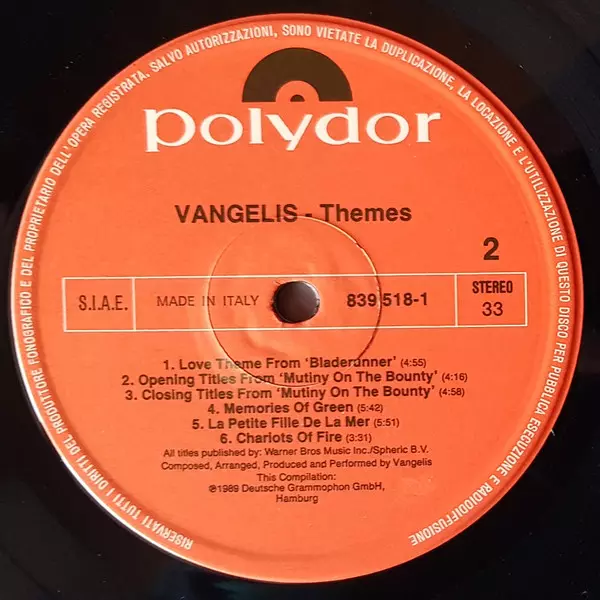 RISERVATI TUTTI I DIRITTI DEL PRODUTTORE FONOGRAFICO E DEL PROPRIETARIO DELL'OPERA REGISTRATA. SALVO AUTORIZZAZIONI, SONO VIETATE LA DUPLICAZIONE, LA LOCAZIONE E L'UTILIZZAZIONE DI QUESTO DISCO PER PUBBLICA ESECUZIONE E RADIODIFFUSIONE
polydor
VANGELIS - Themes
2
S.I.A.E.
MADE IN ITALY
839 518-1
STEREO
33
1. Love Theme From 'Bladerunner' (4:55)
2. Opening Titles From 'Mutiny On The Bounty' (4:16)
3. Closing Titles From 'Mutiny On The Bounty' (4:58)
4. Memories Of Green (5:42)
5. La Petite Fille De La Mer (5:51)
6. Chariots Of Fire (3:31)
All titles published by: Warner Bros Music Inc./Spheric B.V.
Composed, Arranged, Produced and Performed by Vangelis
This Compilation:
℗1989 Deutsche Grammophon GmbH,
Hamburg